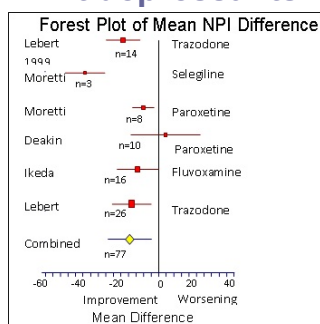 Forest Plot of Mean NPI Difference
Lebert Trazodone
1999
n=14
Moretti Selegiline
n=3
Moretti Paroxetine
n=8
Deakin n=10 Paroxetine
Ikeda Fluvoxamine
n=16
Lebert Trazodone
n=26
Combined
n=77
-60 -40 -20 0 20 40
Improvement Worsening
Mean Difference